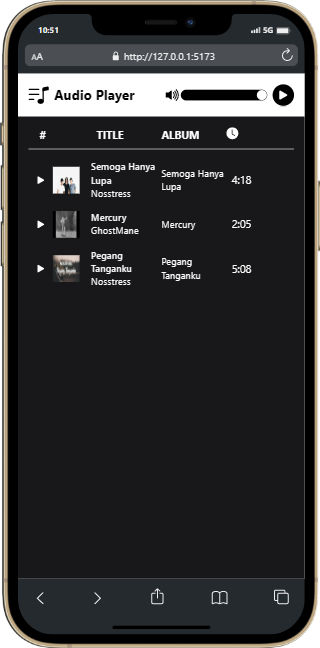 10:51
5G
AA
http://127.0.0.1:5173
Audio Player
# TITLE ALBUM
Semoga Hanya
Lupa
Nosstress
Semoga Hanya
Lupa
4:18
Mercury
GhostMane
Mercury
2:05
Pegang
Tanganku
Nosstress
Pegang
Tanganku
5:08